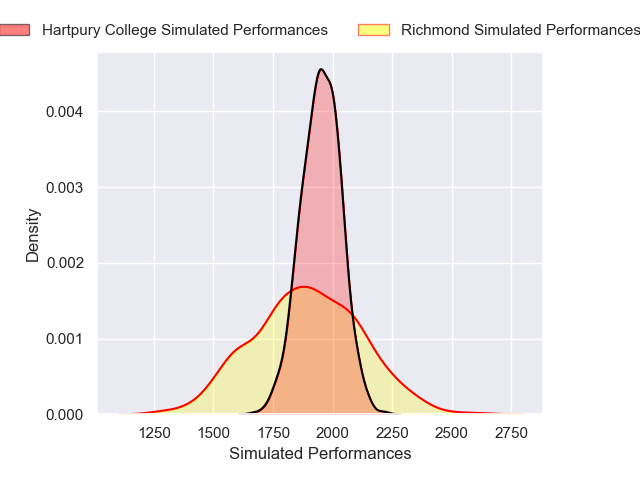 Hartpury College Simulated Performances Richmond Simulated Performances
0.004
0.003
0.002
0.001
0.000
Density
1250 1500 1750 2000 2250 2500 2750
Simulated Performances